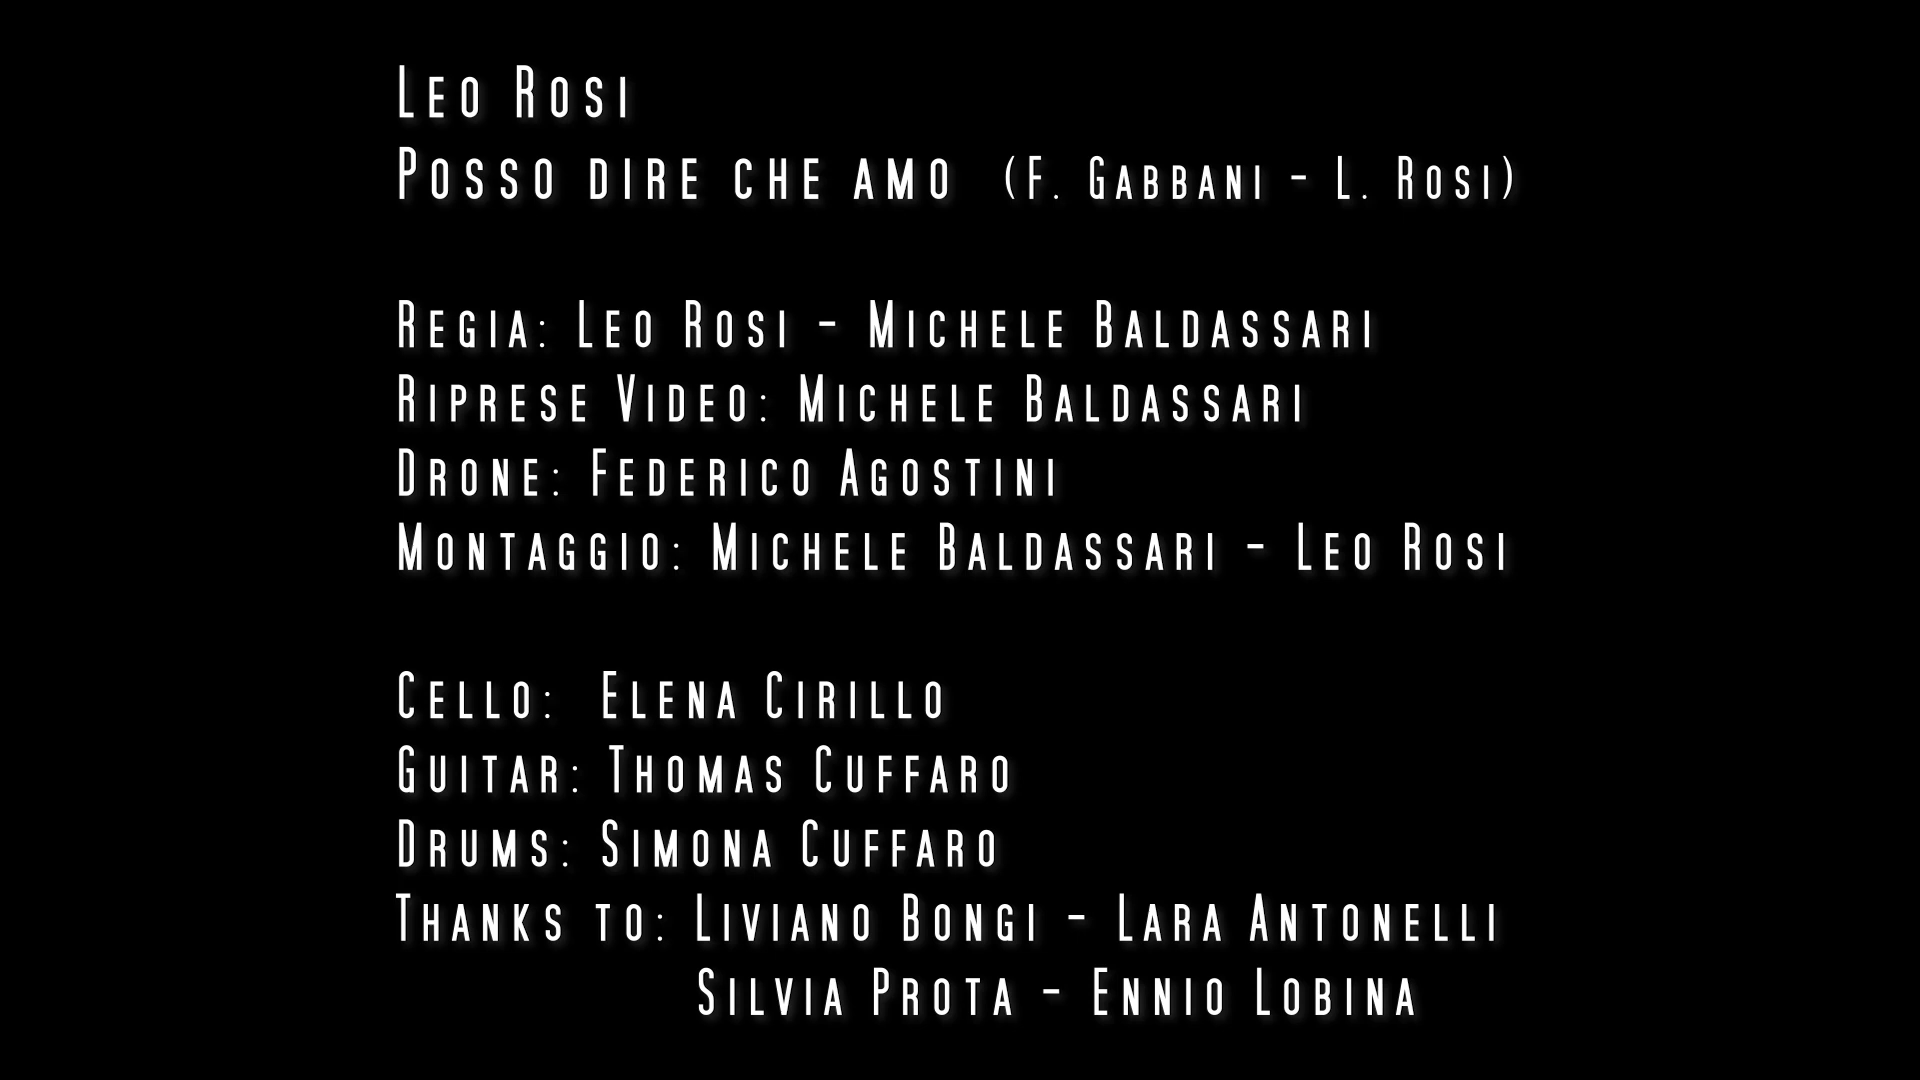 Leo Rosi
Posso dire che amo (F. Gabbani - L. Rosi)
Regia: Leo Rosi - Michele Baldassari
Riprese Video: Michele Baldassari
Drone: Federico Agostini
Montaggio: Michele Baldassari - Leo Rosi
Cello: Elena Cirillo
Guitar: Thomas Cuffaro
Drums: Simona Cuffaro
Thanks to: Liviano Bongi - Lara Antonelli
Silvia Prota - Ennio Lobina